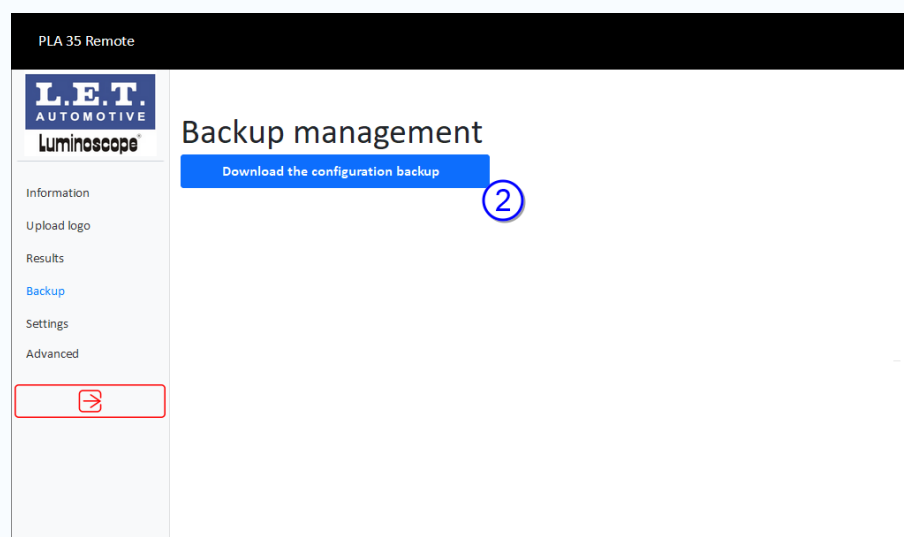 PLA 35 Remote
L.E.T.
AUTOMOTIVE
Luminoscope®
Backup management
Download the configuration backup
2
Information
Upload logo
Results
Backup
Settings
Advanced